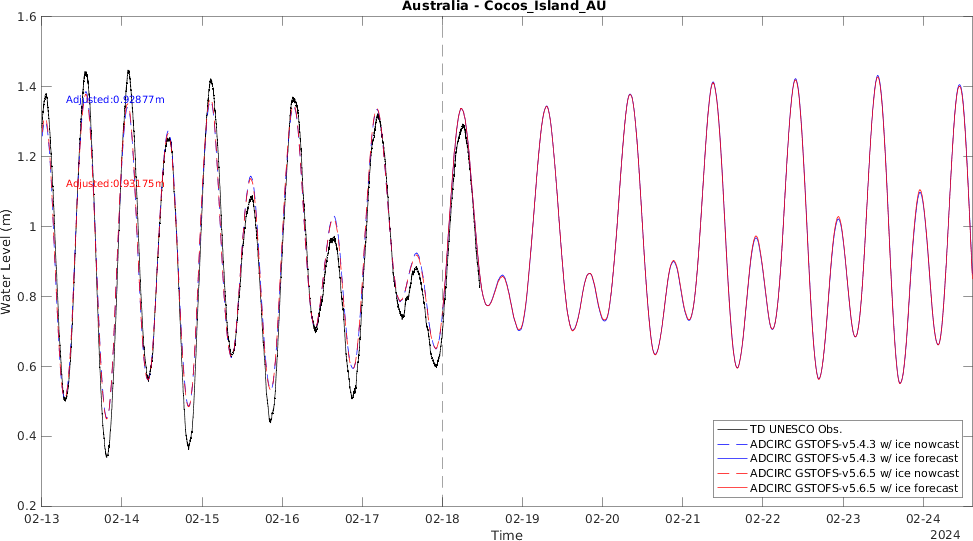 Australia - Cocos_Island_AU
1.6
1.4
1.2
1
0.8
0.6
0.4
0.2
Water Level (m)
Adjusted:0.92877m
Adjusted:0.93175m
TD UNESCO Obs.
ADCIRC GSTOFS-v5.4.3 w/ ice nowcast
ADCIRC GSTOFS-v5.4.3 w/ ice forecast
ADCIRC GSTOFS-v5.6.5 w/ ice nowcast
ADCIRC GSTOFS-v5.6.5 w/ ice forecast
02-13 02-14 02-15 02-16 02-17 02-18 02-19 02-20 02-21 02-22 02-23 02-24
Time
2024